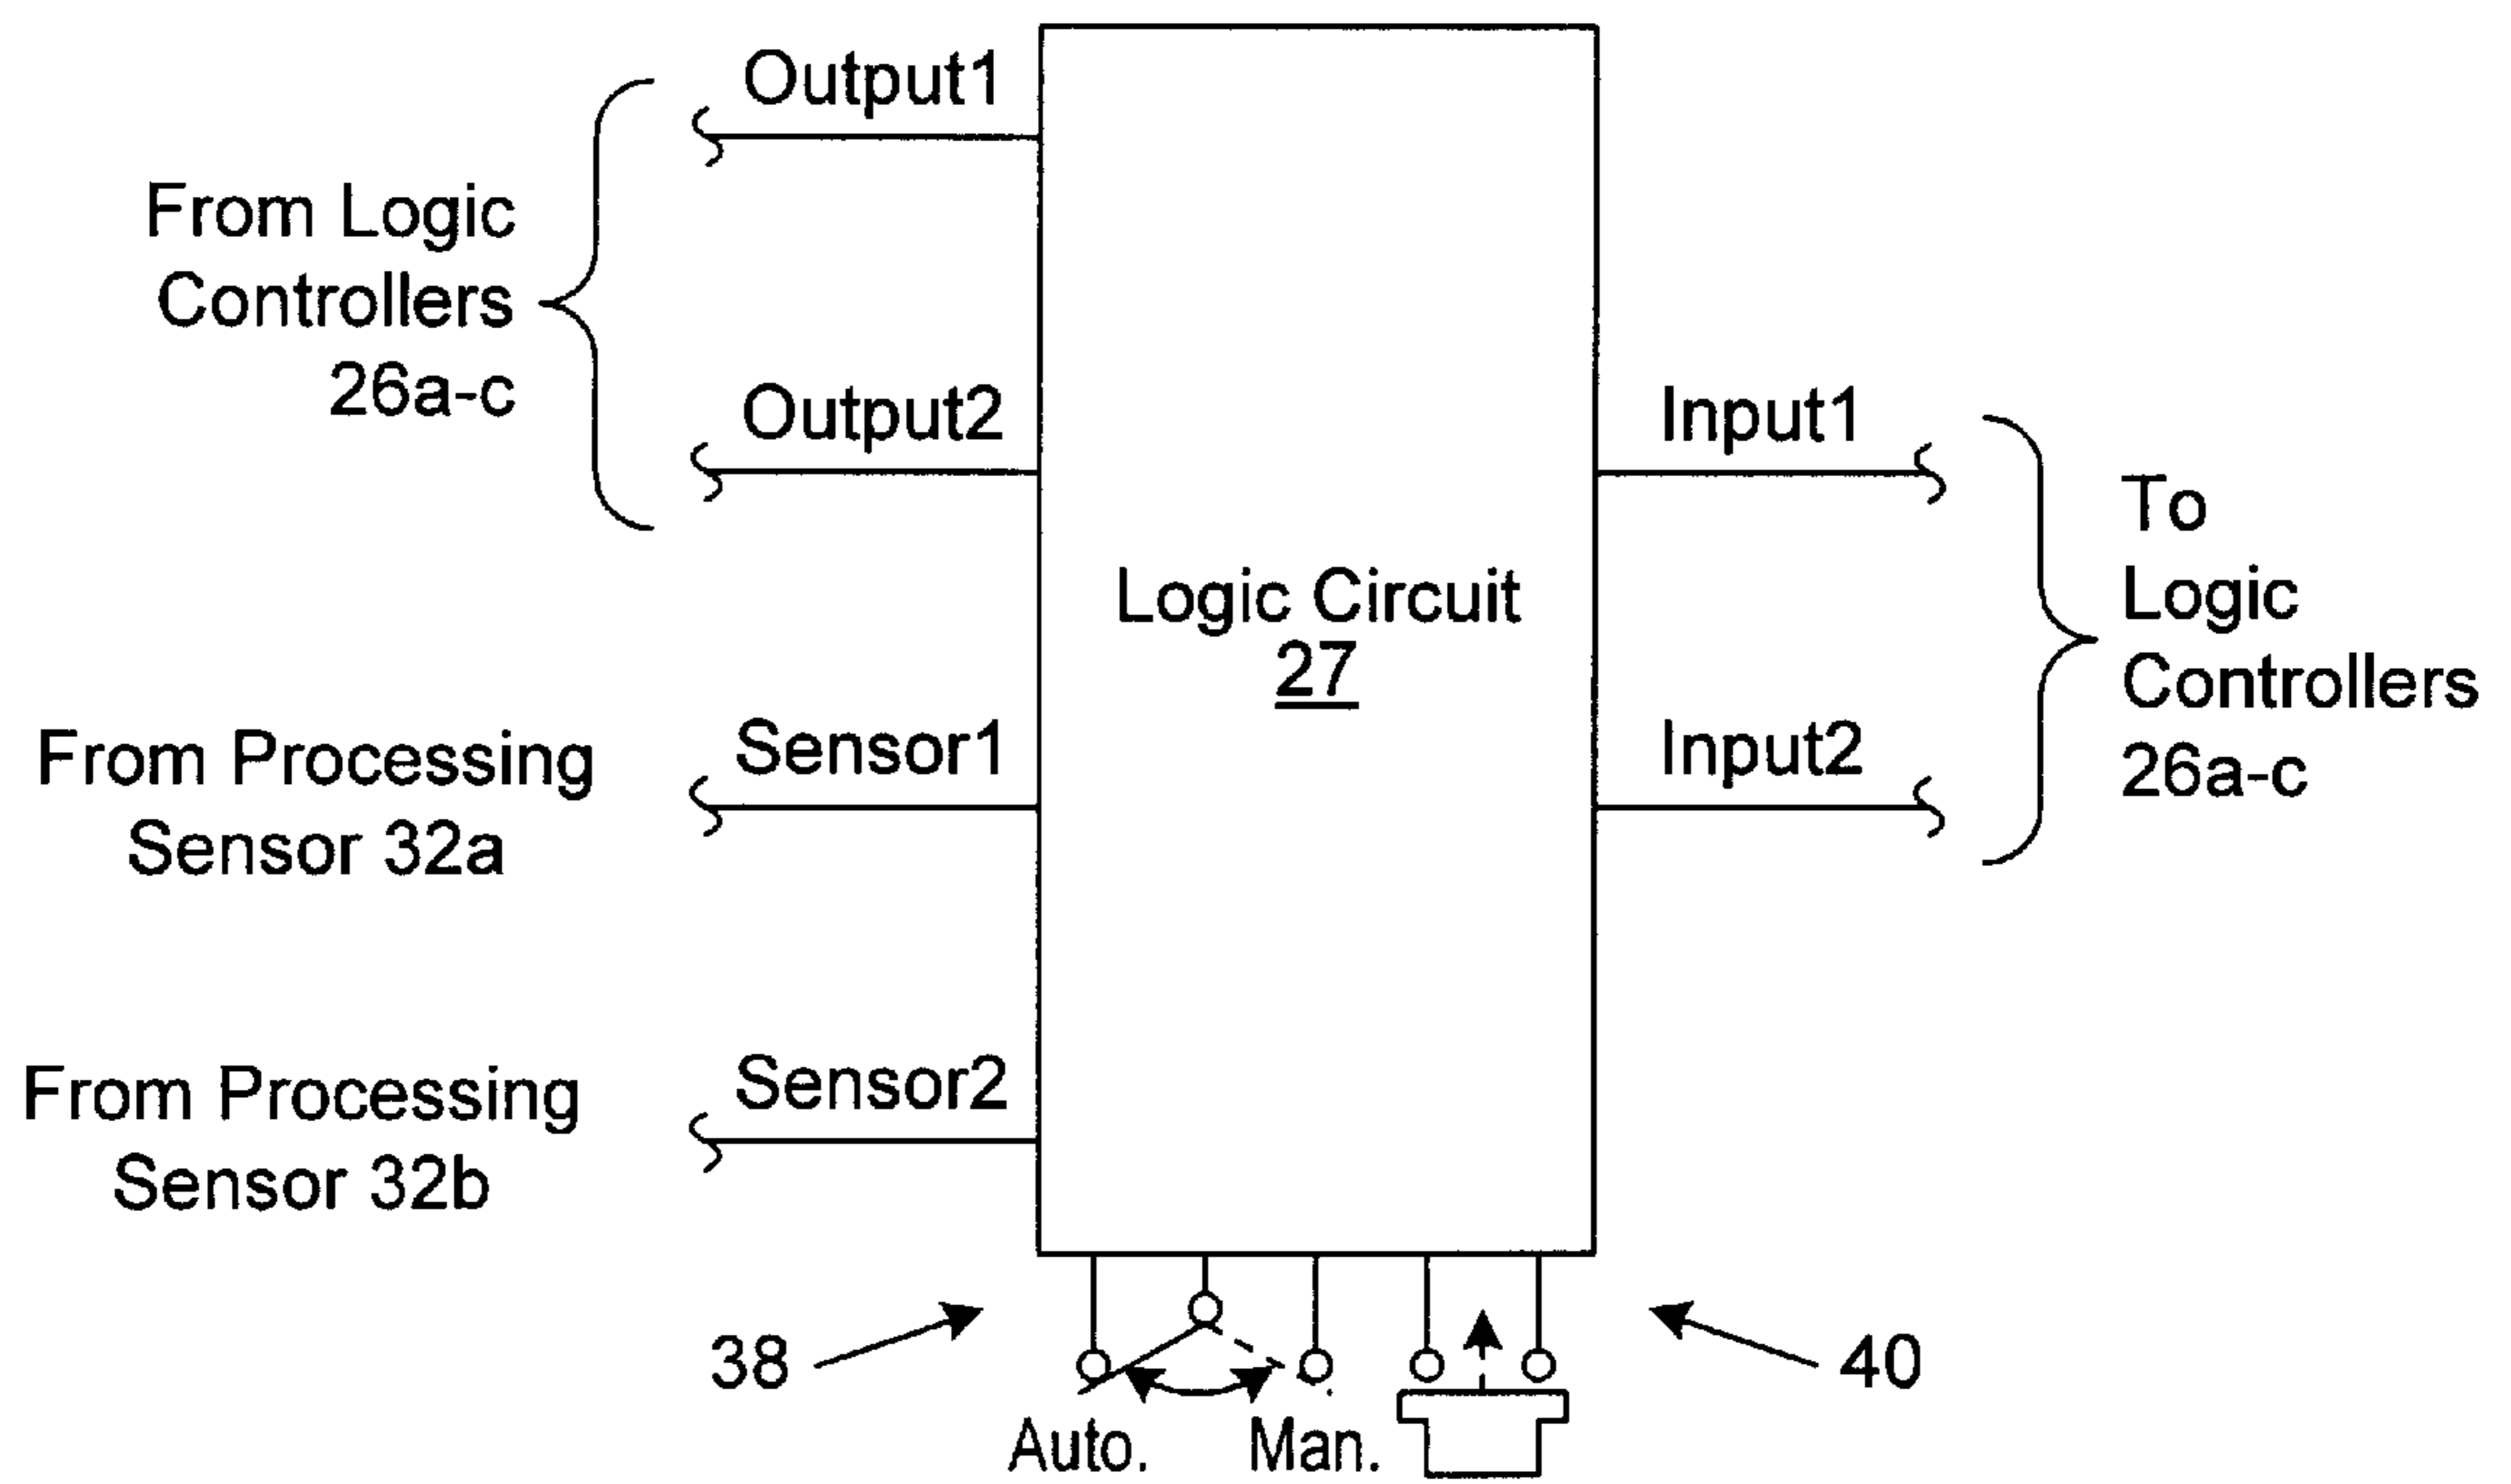 Output1
From Logic
Controllers
26a-c
Output2
Input1
To
Logic
Controllers
26a-c
Logic Circuit
27
From Processing
Sensor 32a
Sensor1
Input2
From Processing
Sensor 32b
Sensor2
38
40
Auto.
Man.